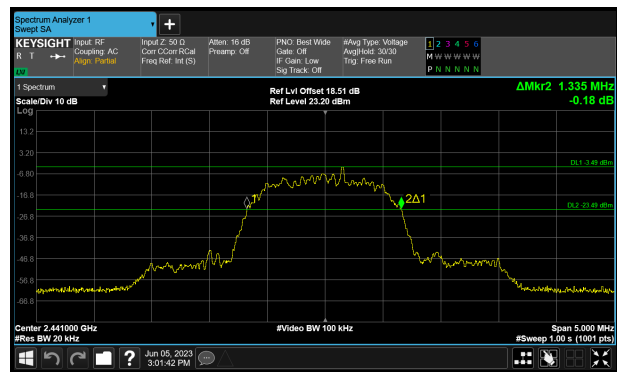 Spectrum Analyzer 1
Swept SA
+
KEYSIGHT
R T
LXI
Input: RF
Coupling: AC
Align: Partial
Input Z: 50 Ω
Corr CCorr RCal
Freq Ref: Int (S)
Atten: 16 dB
Preamp: Off
PNO: Best Wide
Gate: Off
IF Gain: Low
Sig Track: Off
#Avg Type: Voltage
Avg|Hold: 30/30
Trig: Free Run
1 2 3 4 5 6
M W W W W W
P N N N N N
1 Spectrum
Scale/Div 10 dB
Ref Lvl Offset 18.51 dB
Ref Level 23.20 dBm
ΔMkr2 1.335 MHz
-0.18 dB
Log
13.2
3.20
DL1 -3.49 dBm
-6.80
-16.8
1
2Δ1
DL2 -23.49 dBm
-26.8
-36.8
-46.8
-56.8
-66.8
Center 2.441000 GHz
#Video BW 100 kHz
Span 5.000 MHz
#Res BW 20 kHz
#Sweep 1.00 s (1001 pts)
?
Jun 05, 2023
3:01:42 PM